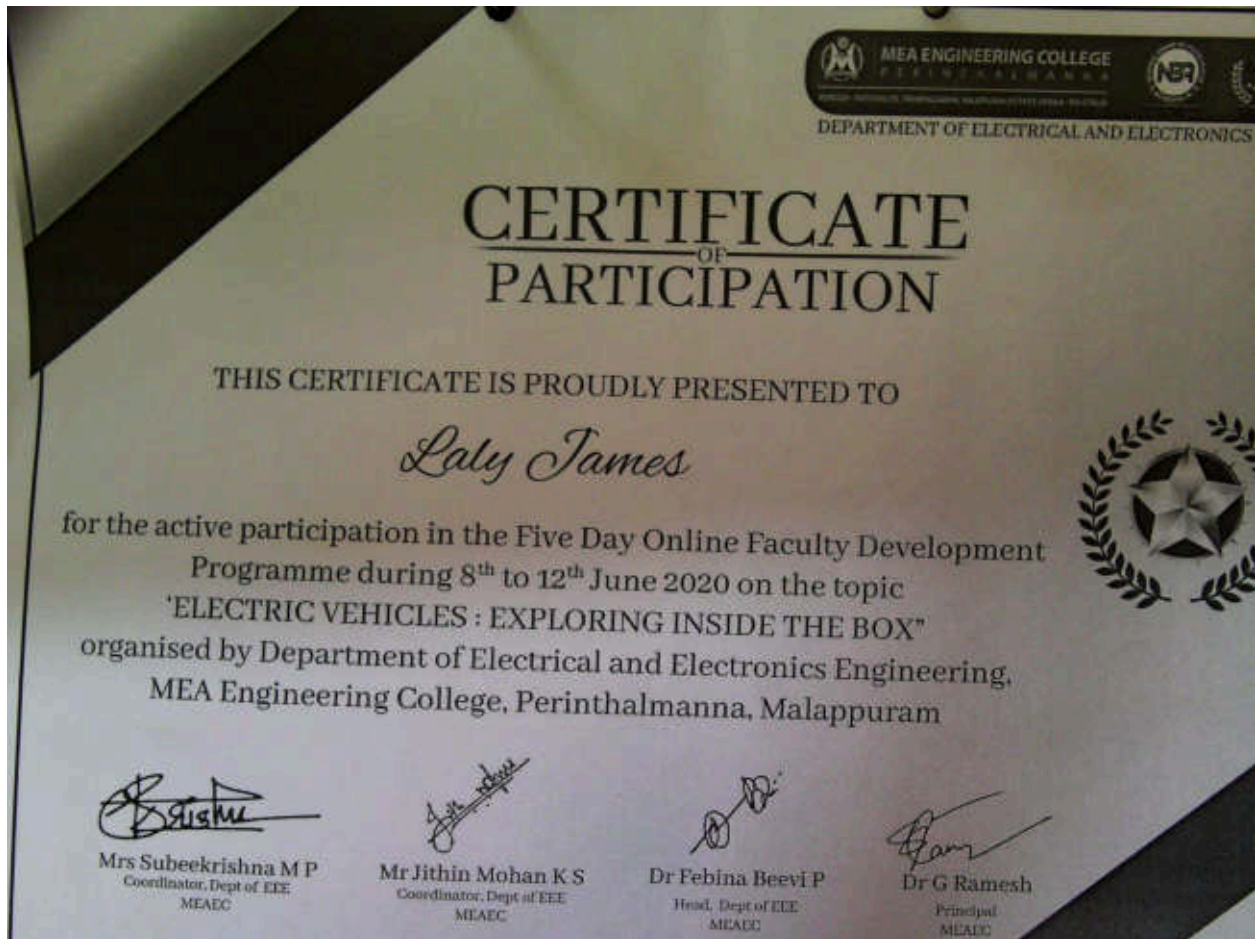 MEA ENGINEERING COLLEGE
PERINTHALMANNA
NBA
DEPARTMENT OF ELECTRICAL AND ELECTRONICS
CERTIFICATE
OF
PARTICIPATION
THIS CERTIFICATE IS PROUDLY PRESENTED TO
Laly James
for the active participation in the Five Day Online Faculty Development
Programme during 8th to 12th June 2020 on the topic
'ELECTRIC VEHICLES : EXPLORING INSIDE THE BOX"
organised by Department of Electrical and Electronics Engineering,
MEA Engineering College, Perinthalmanna, Malappuram
Mrs Subeekrishna M P
Coordinator, Dept of EEE
MEAEC
Mr Jithin Mohan K S
Coordinator, Dept of EEE
MEAEC
Dr Febina Beevi P
Head, Dept of EEE
MEAEC
Dr G Ramesh
Principal
MEAEC